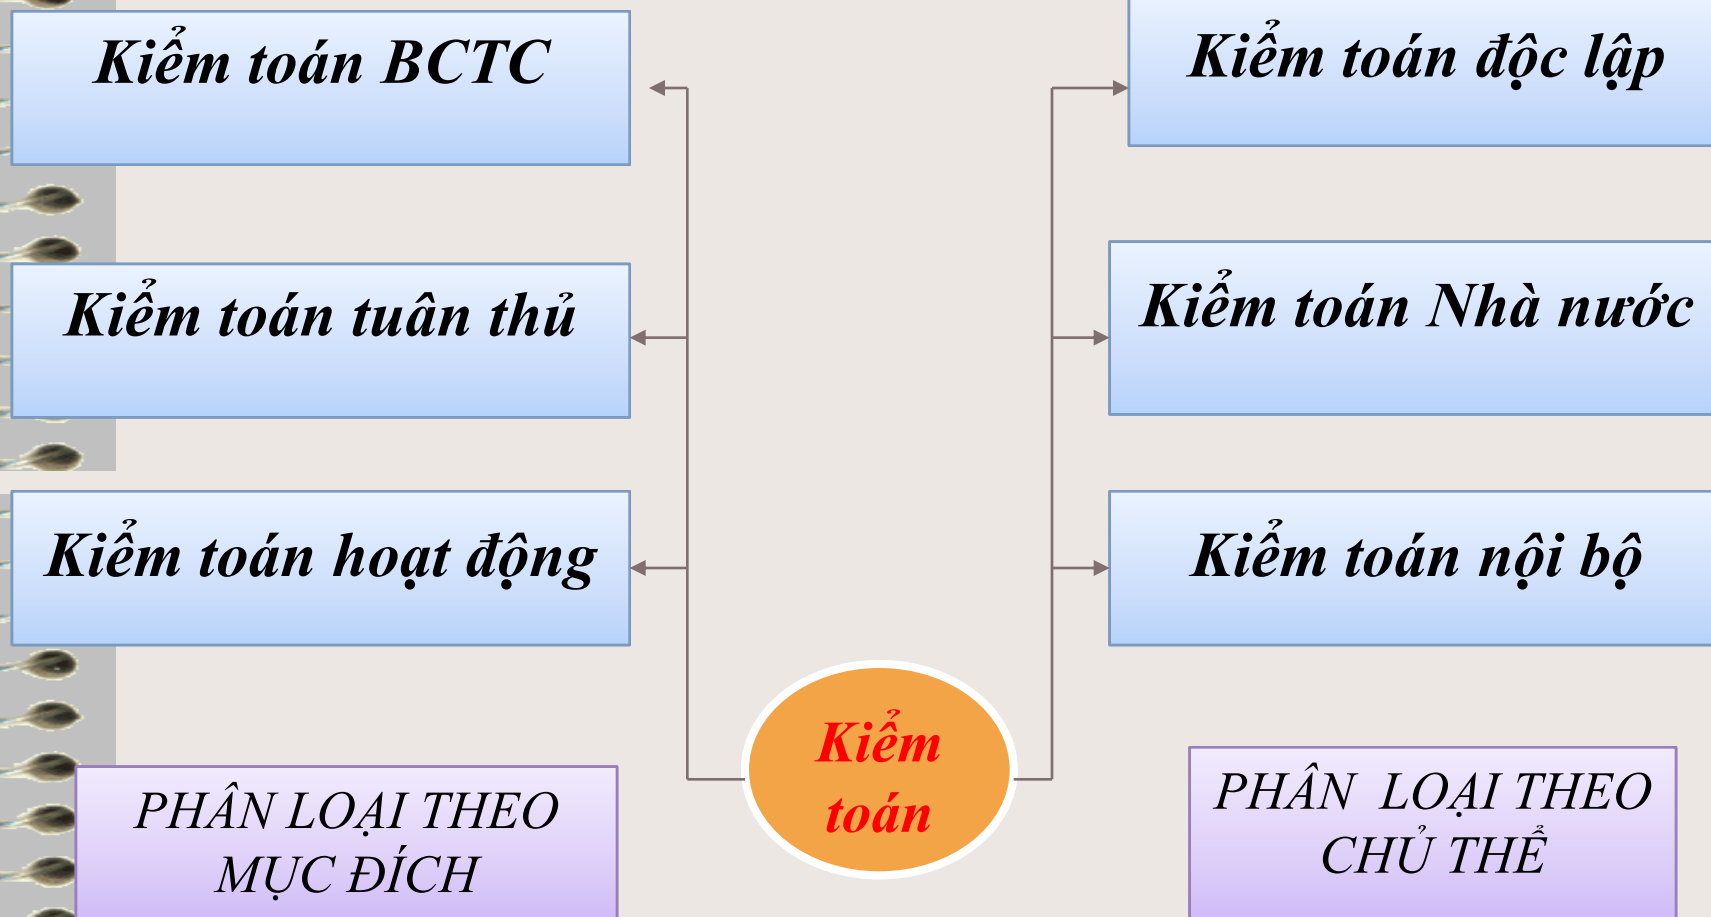 Kiểm toán BCTC
Kiểm toán tuân thủ
Kiểm toán hoạt động
Kiểm toán độc lập
Kiểm toán Nhà nước
Kiểm toán nội bộ
Kiểm
toán
PHÂN LOẠI THEO
MỤC ĐÍCH
PHÂN LOẠI THEO
CHỦ THỂ